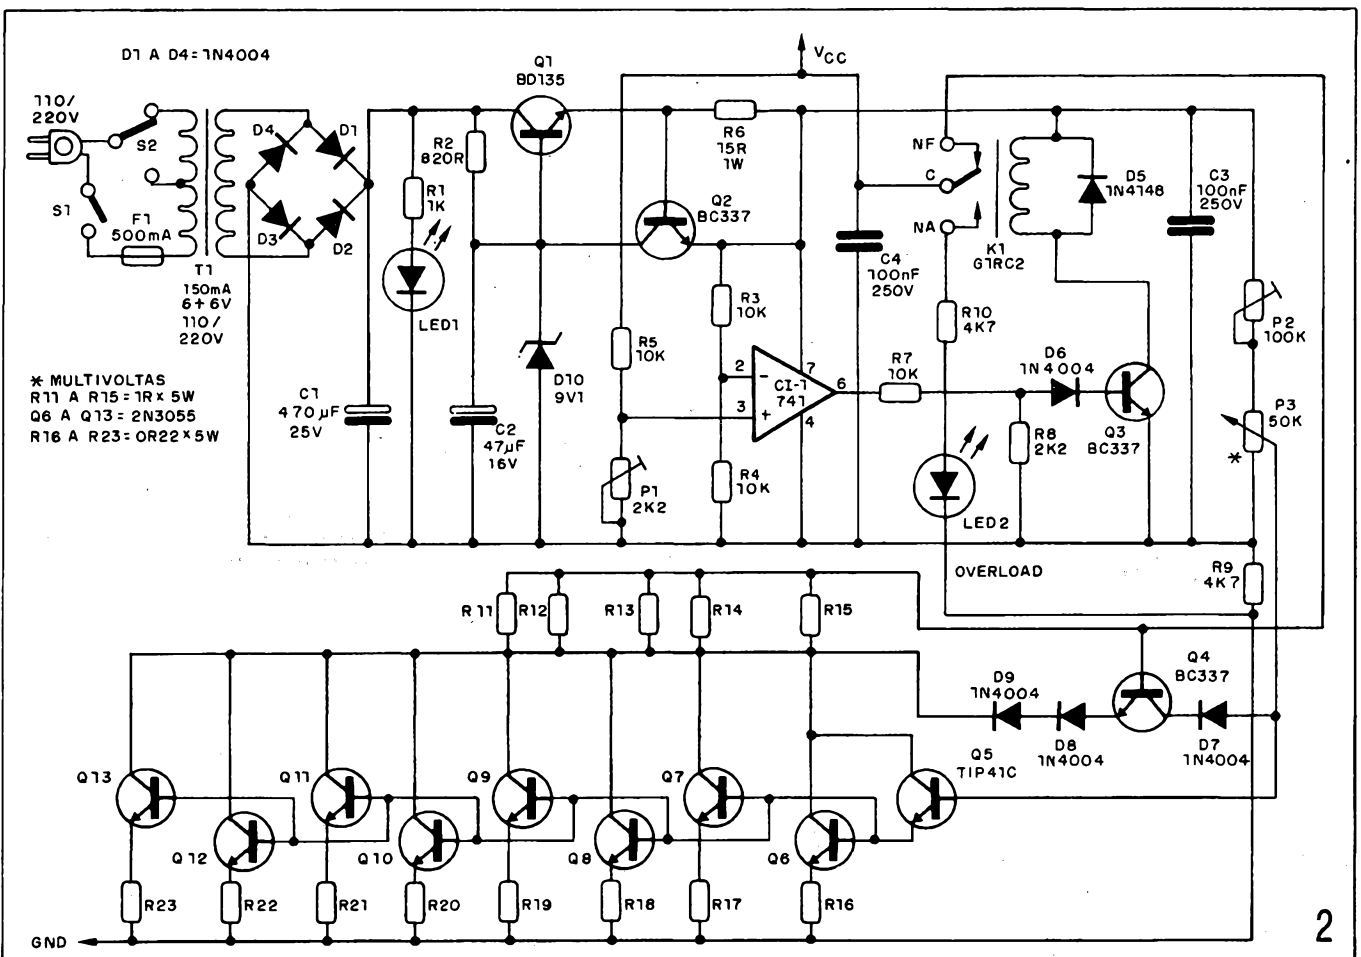 D1 A D4=1N4004
110/
220V
S2
S1
F1
500mA
T1
150mA
6+6V
110/
220V
D4
D1
D3
D2
* MULTIVOLTAS
R11 A R15=1R x 5W
Q6 A Q13=2N3055
R16 A R23=0R22x5W
C1
470µF
25V
R1
1K
LED1
R2
820R
C2
47µF
16V
Q1
BD135
D10
9V1
R6
15R
1W
Q2
BC337
VCC
R5
10K
P1
2K2
R3
10K
R4
10K
2
-
3
+
CI-1
741
7
6
4
C4
100nF
250V
R7
10K
NF
C
NA
K1
G1RC2
D5
1N4148
R10
4K7
LED2
OVERLOAD
D6
1N4004
R8
2K2
Q3
BC337
C3
100nF
250V
P2
100K
P3
50K
*
R9
4K7
R11
R12
R13
R14
R15
Q4
BC337
D9
1N4004
D8
1N4004
D7
1N4004
Q5
TIP41C
Q13
Q12
Q11
Q10
Q9
Q8
Q7
Q6
R23
R22
R21
R20
R19
R18
R17
R16
GND
2